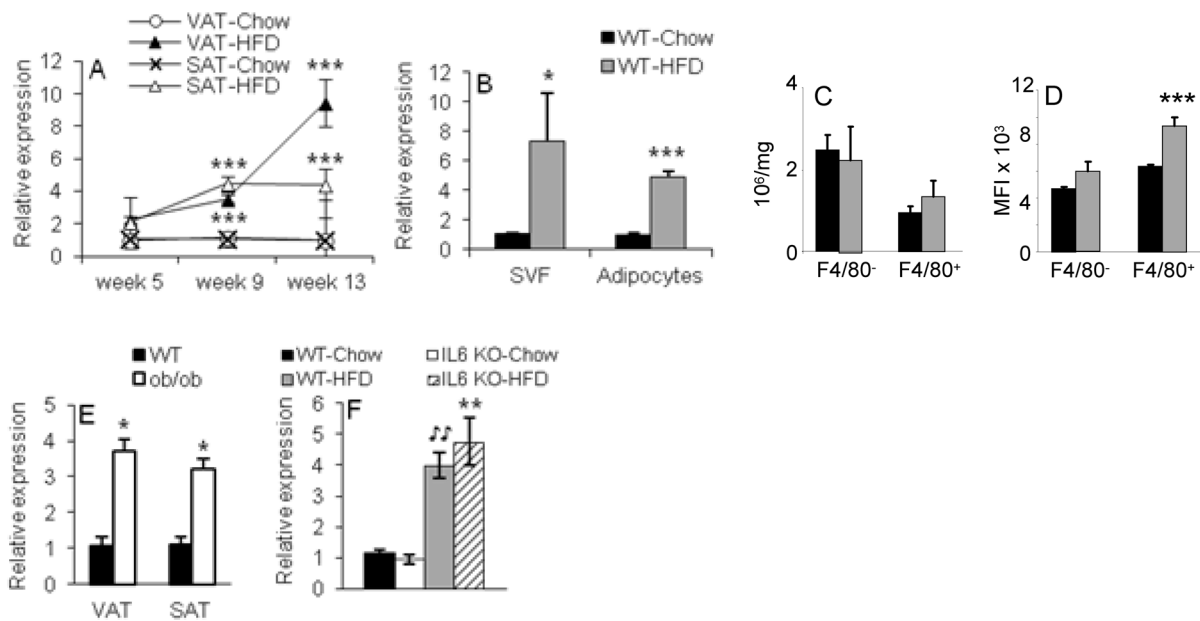 VAT-Chow
VAT-HFD
SAT-Chow
SAT-HFD
A
Relative expression
12
10
8
6
4
2
0
***
***
***
***
week 5
week 9
week 13
WT-Chow
WT-HFD
B
Relative expression
12
10
8
6
4
2
0
*
***
SVF
Adipocytes
C
10⁶/mg
4
2
0
F4/80⁻
F4/80⁺
D
MFI x 10³
12
8
4
0
***
F4/80⁻
F4/80⁺
WT
ob/ob
E
Relative expression
5
4
3
2
1
0
*
*
VAT
SAT
WT-Chow
IL6 KO-Chow
WT-HFD
IL6 KO-HFD
F
Relative expression
6
5
4
3
2
1
0
♪♪
**